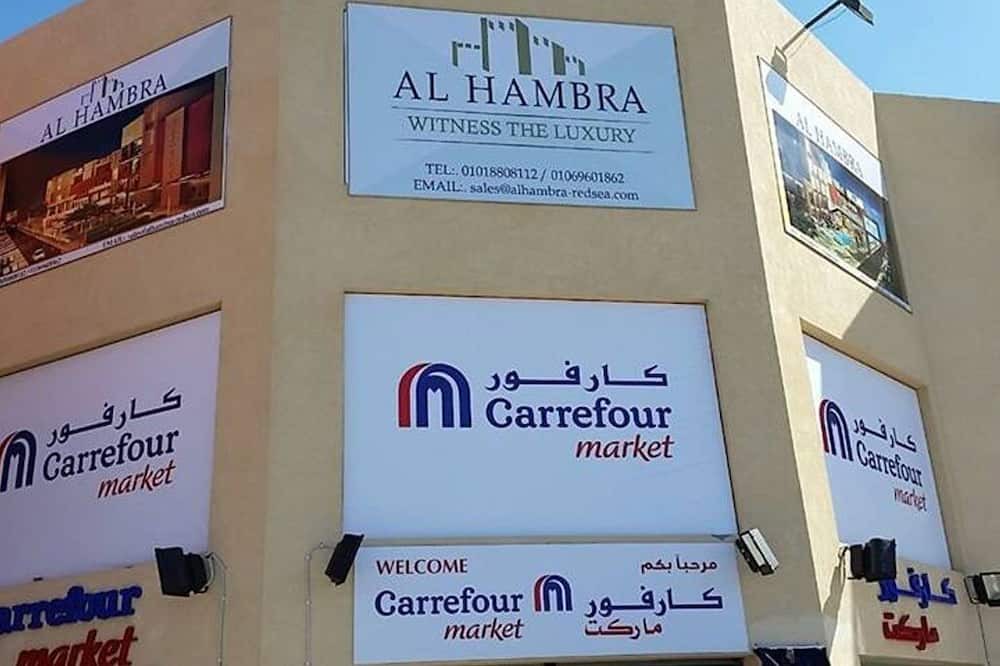 AL HAMBRA
AL HAMBRA
WITNESS THE LUXURY
TEL:. 01018808112 / 01069601862
EMAIL:. sales@alhambra-redsea.com
AL HAMBRA
كارفور
Carrefour
market
كارفور
Carrefour
market
كارفور
Carrefour
market
WELCOME
مرحباً بكم
Carrefour
market
كارفور
ماركت
arrefour
market
كارفور
ماركت